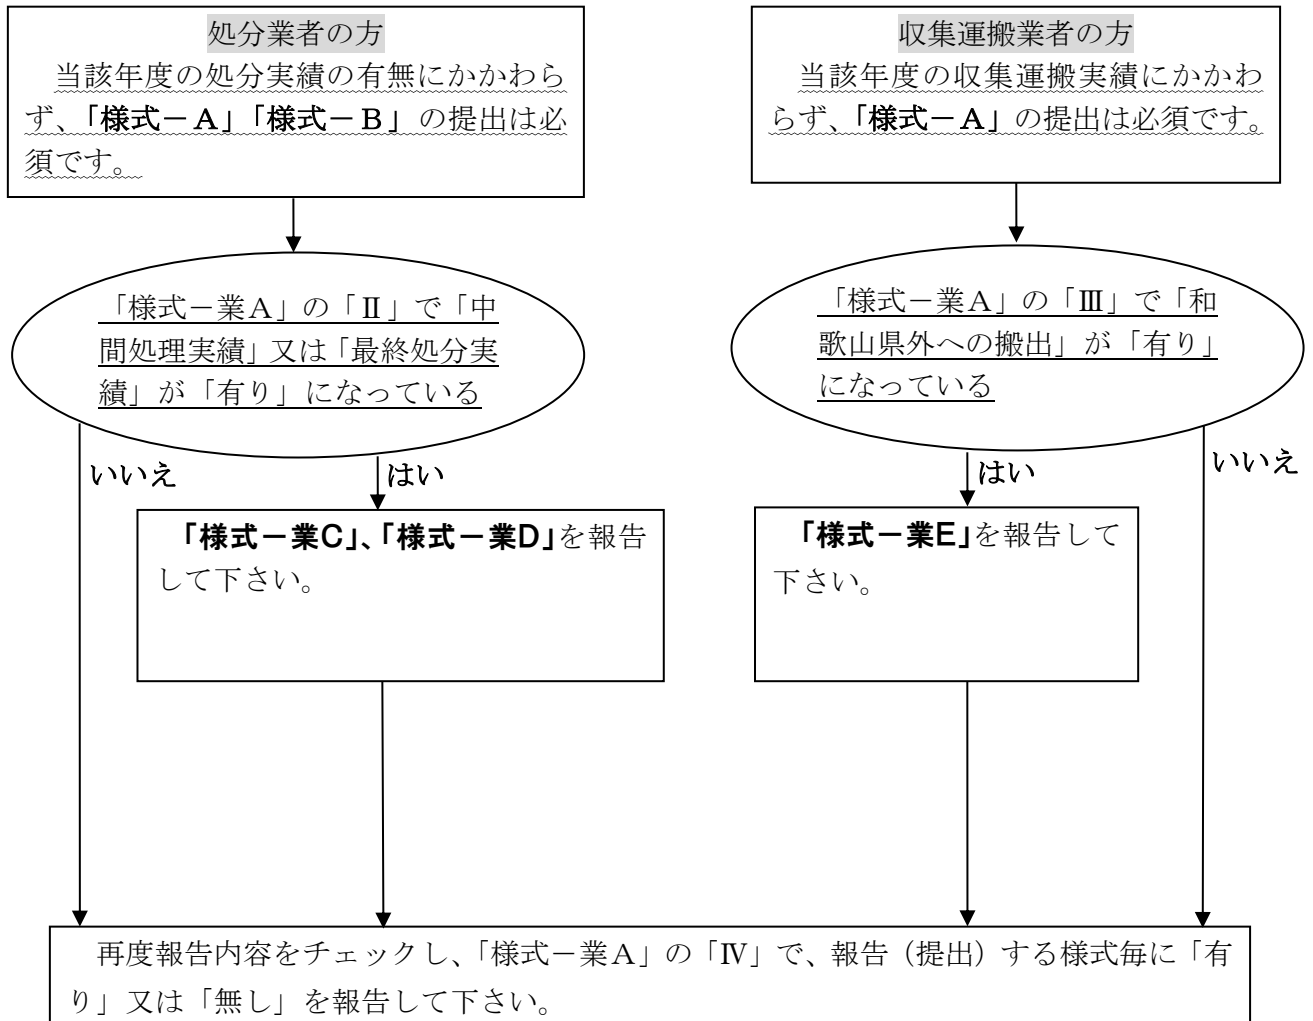 処分業者の方
当該年度の処分実績の有無にかかわら
ず、「様式－A」「様式－B」の提出は必
須です。
「様式－業A」の「Ⅱ」で「中
間処理実績」又は「最終処分実
績」が「有り」になっている
いいえ
はい
「様式－業C」、「様式－業D」を報告
して下さい。
収集運搬業者の方
当該年度の収集運搬実績にかかわ
らず、「様式－A」の提出は必須です。
「様式－業A」の「Ⅲ」で「和
歌山県外への搬出」が「有り」
になっている
はい
いいえ
「様式－業E」を報告して
下さい。
再度報告内容をチェックし、「様式－業A」の「Ⅳ」で、報告（提出）する様式毎に「有
り」又は「無し」を報告して下さい。